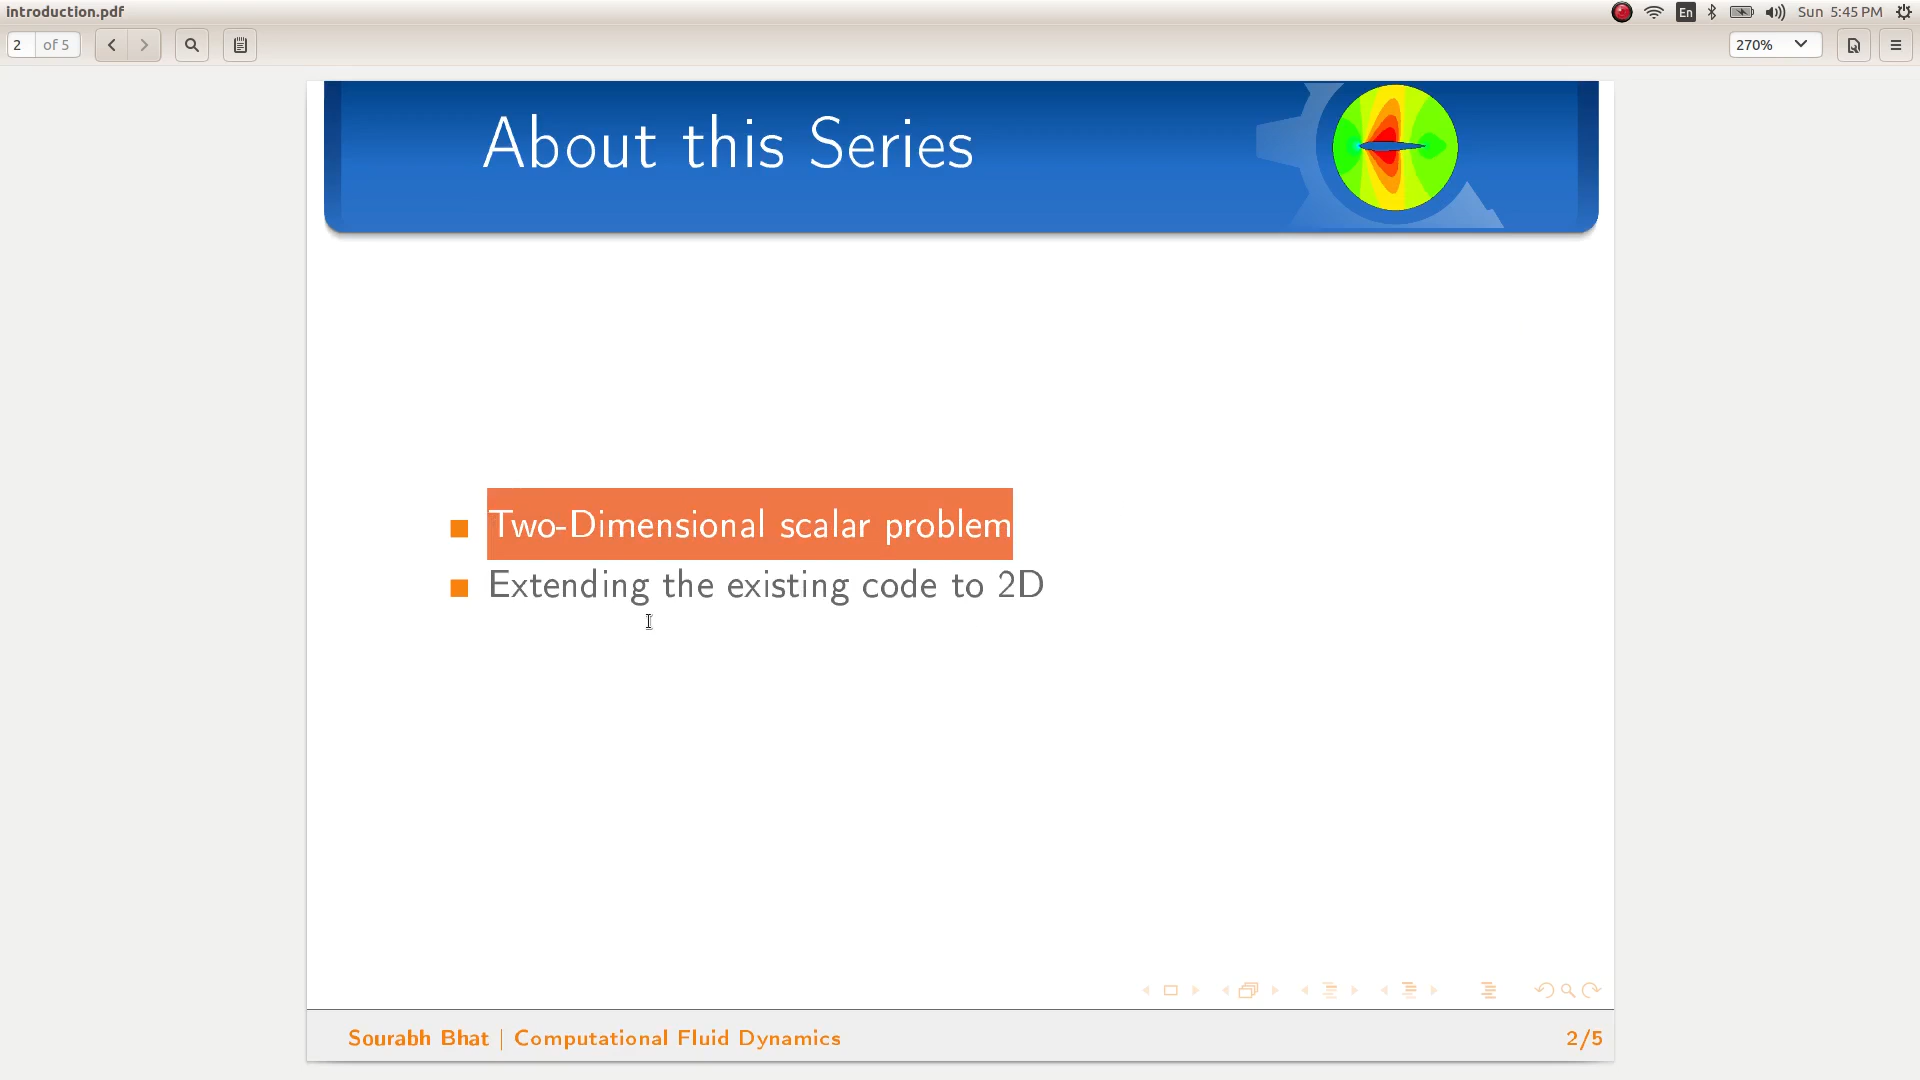 introduction.pdf
En
Sun 5:45 PM
2 of 5
270%
About this Series
Two-Dimensional scalar problem
Extending the existing code to 2D
Sourabh Bhat | Computational Fluid Dynamics
2/5